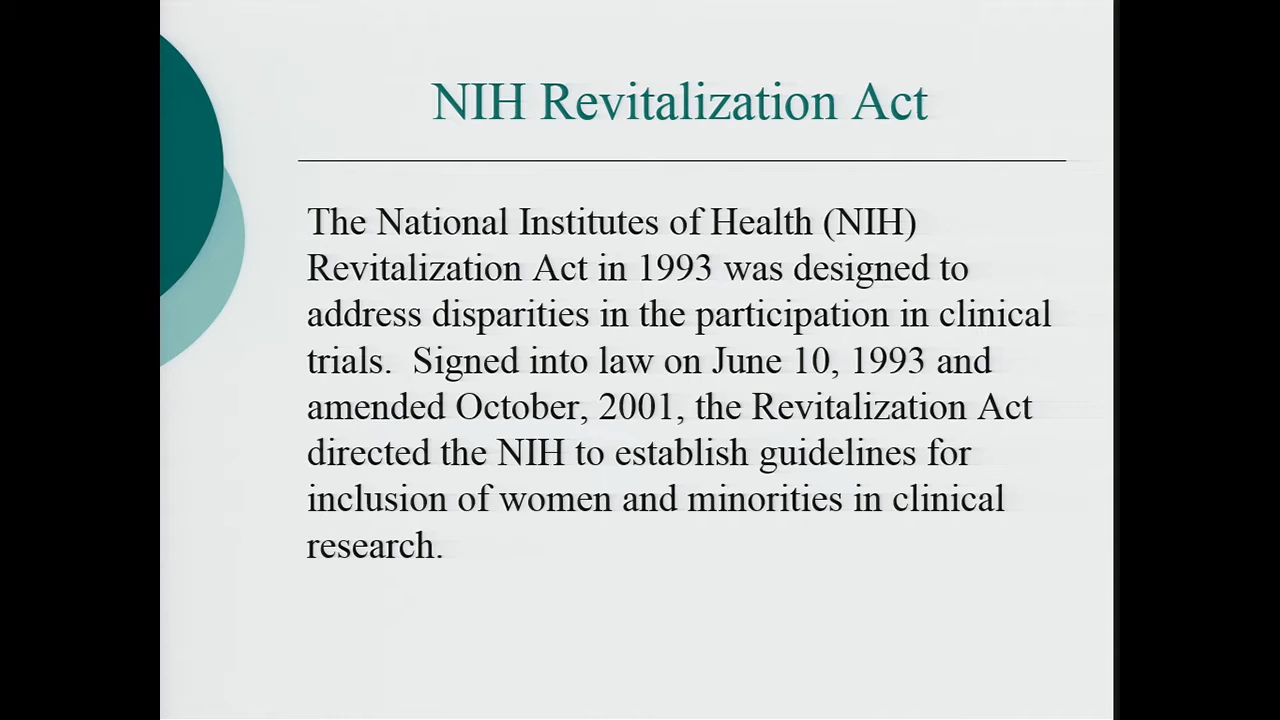 NIH Revitalization Act
The National Institutes of Health (NIH)
Revitalization Act in 1993 was designed to
address disparities in the participation in clinical
trials.  Signed into law on June 10, 1993 and
amended October, 2001, the Revitalization Act
directed the NIH to establish guidelines for
inclusion of women and minorities in clinical
research.